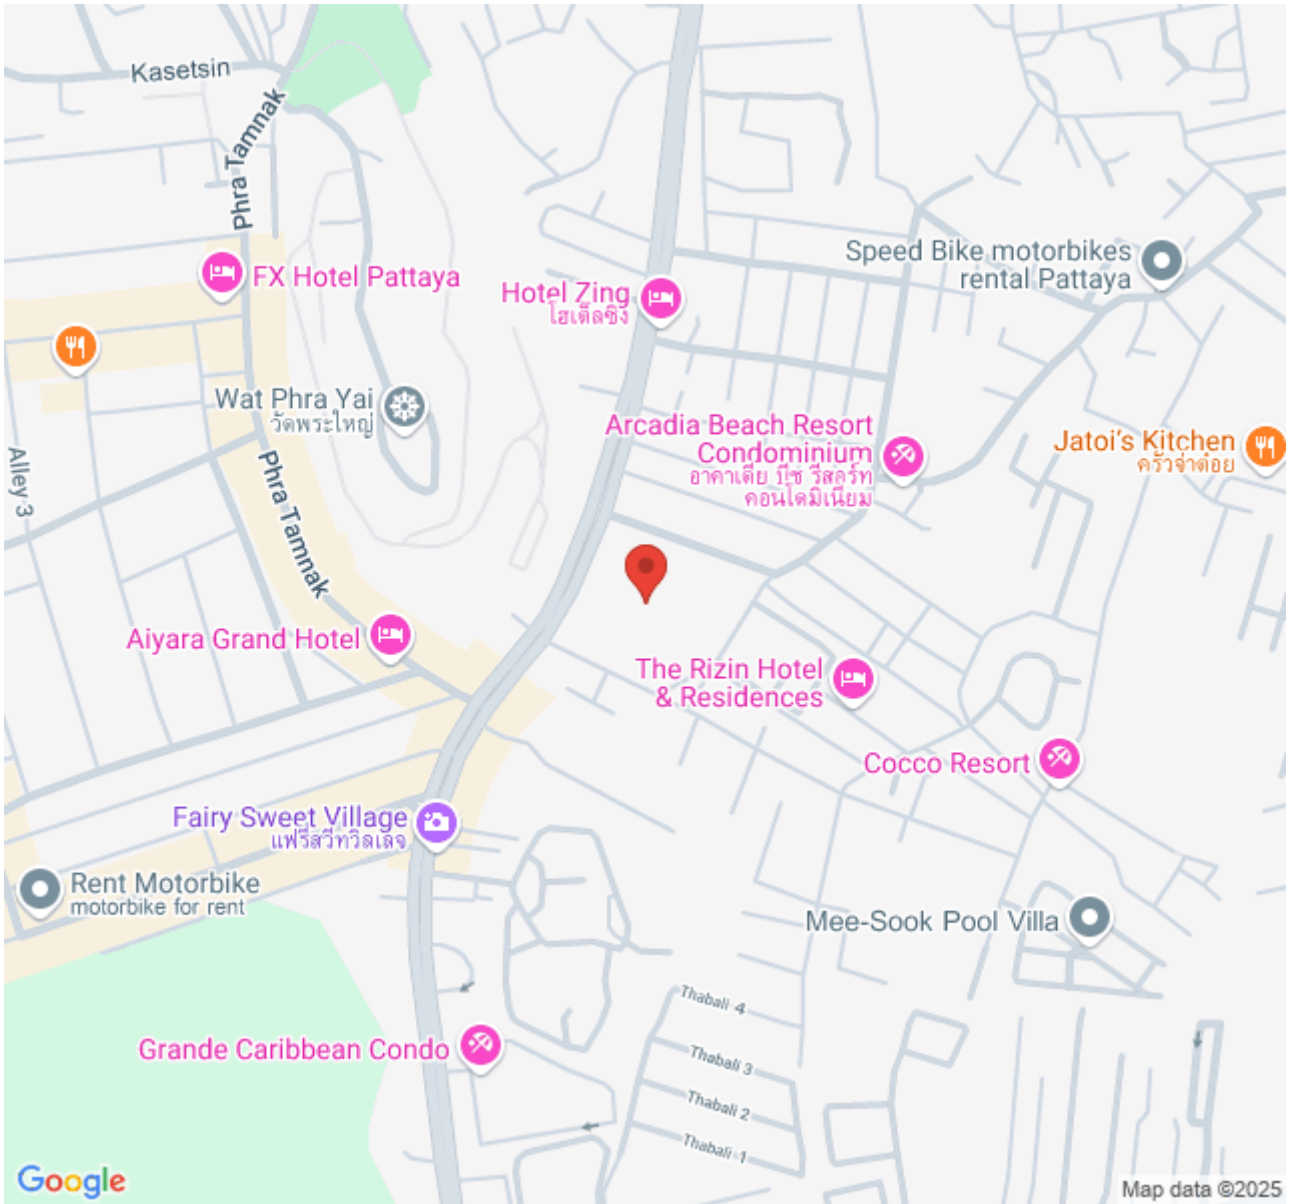 Kasetsin
Phra Tamnak
FX Hotel Pattaya
Hotel Zing
โฮเต็ลซิง
Speed Bike motorbikes
rental Pattaya
Wat Phra Yai
วัดพระใหญ่
Arcadia Beach Resort
Condominium
อาคาเดีย บีช รีสอร์ท
คอนโดมิเนียม
Jatoi's Kitchen
ครัวจ่าต๋อย
Alley 3
Phra Tamnak
Aiyara Grand Hotel
The Rizin Hotel
& Residences
Cocco Resort
Fairy Sweet Village
แฟรี่สวีทวิลเลจ
Rent Motorbike
motorbike for rent
Mee-Sook Pool Villa
Thabali 4
Grande Caribbean Condo
Thabali 3
Thabali 2
Thabali 1
Google
Map data ©2025